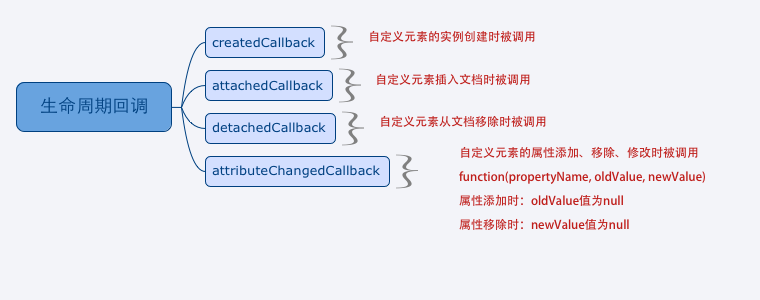 生命周期回调
createdCallback
自定义元素的实例创建时被调用
attachedCallback
自定义元素插入文档时被调用
detachedCallback
自定义元素从文档移除时被调用
attributeChangedCallback
自定义元素的属性添加、移除、修改时被调用
function(propertyName, oldValue, newValue)
属性添加时：oldValue值为null
属性移除时：newValue值为null